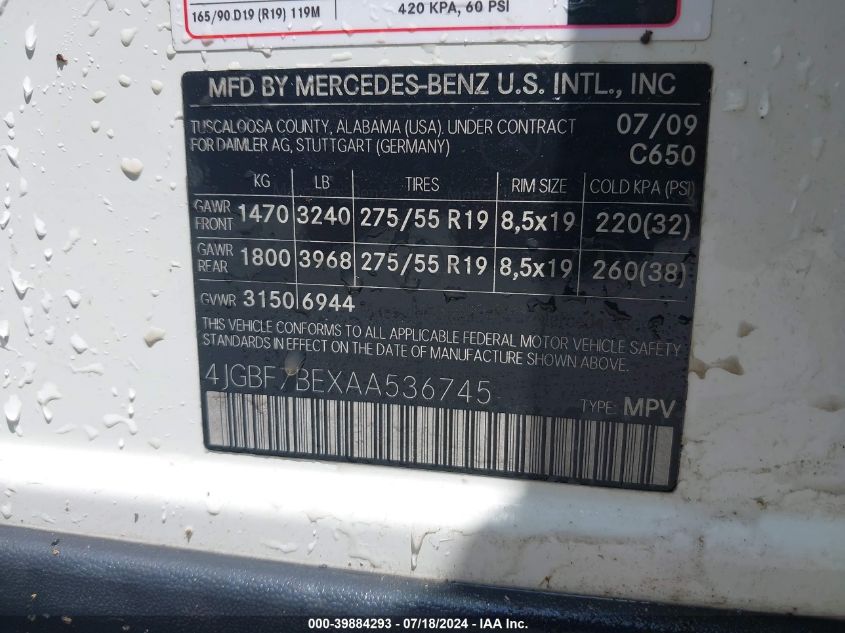 165/90 D19 (R19) 119M
420 KPA, 60 PSI
MFD BY MERCEDES-BENZ U.S. INTL., INC
TUSCALOOSA COUNTY, ALABAMA (USA). UNDER CONTRACT
FOR DAIMLER AG, STUTTGART (GERMANY)
07/09
C650
KG LB TIRES RIM SIZE COLD KPA (PSI)
GAWR FRONT 1470 3240 275/55 R19 8,5x19 220(32)
GAWR REAR 1800 3968 275/55 R19 8,5x19 260(38)
GVWR 3150 6944
THIS VEHICLE CONFORMS TO ALL APPLICABLE FEDERAL MOTOR VEHICLE SAFETY
STANDARDS IN EFFECT ON THE DATE OF MANUFACTURE SHOWN ABOVE.
4JGBF7BEXAA536745
TYPE: MPV
000-39884293 - 07/18/2024 - IAA Inc.